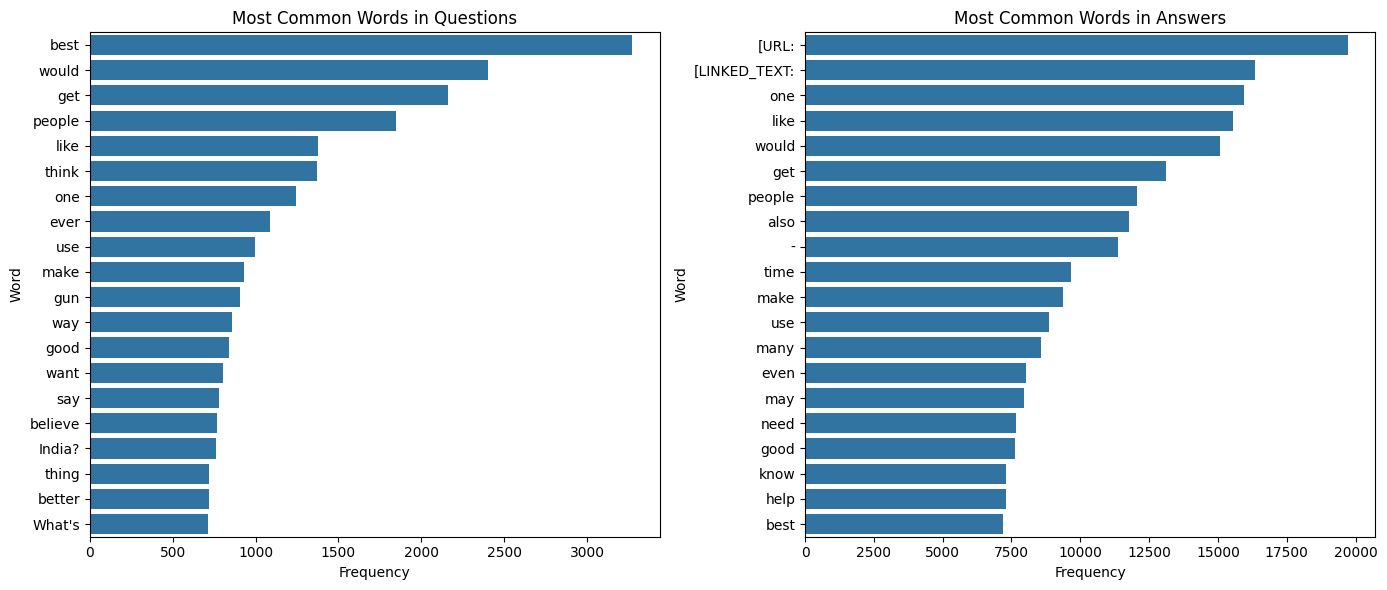 Most Common Words in Questions
Word
best
would
get
people
like
think
one
ever
use
make
gun
way
good
want
say
believe
India?
thing
better
What's
0 500 1000 1500 2000 2500 3000
Frequency
Most Common Words in Answers
Word
[URL:
[LINKED_TEXT:
one
like
would
get
people
also
-
time
make
use
many
even
may
need
good
know
help
best
0 2500 5000 7500 10000 12500 15000 17500 20000
Frequency